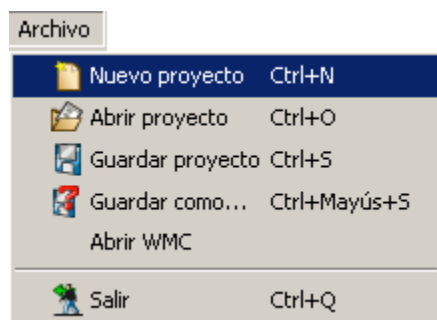 Archivo
Nuevo proyecto Ctrl+N
Abrir proyecto Ctrl+O
Guardar proyecto Ctrl+S
Guardar como... Ctrl+Mayús+S
Abrir WMC
Salir Ctrl+Q